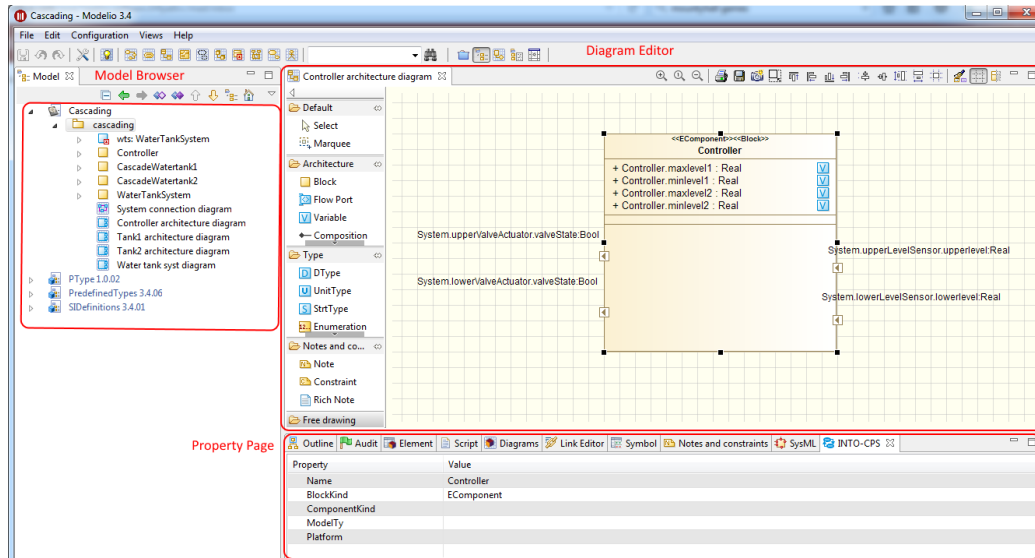 Cascading - Modelio 3.4
File Edit Configuration Views Help
Diagram Editor
Model
Model Browser
Controller architecture diagram
Cascading
cascading
wts: WaterTankSystem
Controller
CascadeWatertank1
CascadeWatertank2
WaterTankSystem
System connection diagram
Controller architecture diagram
Tank1 architecture diagram
Tank2 architecture diagram
Water tank syst diagram
PType 1.0.02
PredefinedTypes 3.4.06
SIDefinitions 3.4.01
Default
Select
Marquee
Architecture
Block
Flow Port
Variable
Composition
Type
DType
UnitType
StrtType
Enumeration
Notes and co...
Note
Constraint
Rich Note
Free drawing
<<EComponent>><<Block>>
Controller
+ Controller.maxlevel1 : Real V
+ Controller.minlevel1 : Real V
+ Controller.maxlevel2 : Real V
+ Controller.minlevel2 : Real V
System.upperValveActuator.valveState:Bool
System.upperLevelSensor.upperlevel:Real
System.lowerValveActuator.valveState:Bool
System.lowerLevelSensor.lowerlevel:Real
Property Page
Outline Audit Element Script Diagrams Link Editor Symbol Notes and constraints SysML INTO-CPS
Property Value
Name Controller
BlockKind EComponent
ComponentKind
ModelTy
Platform